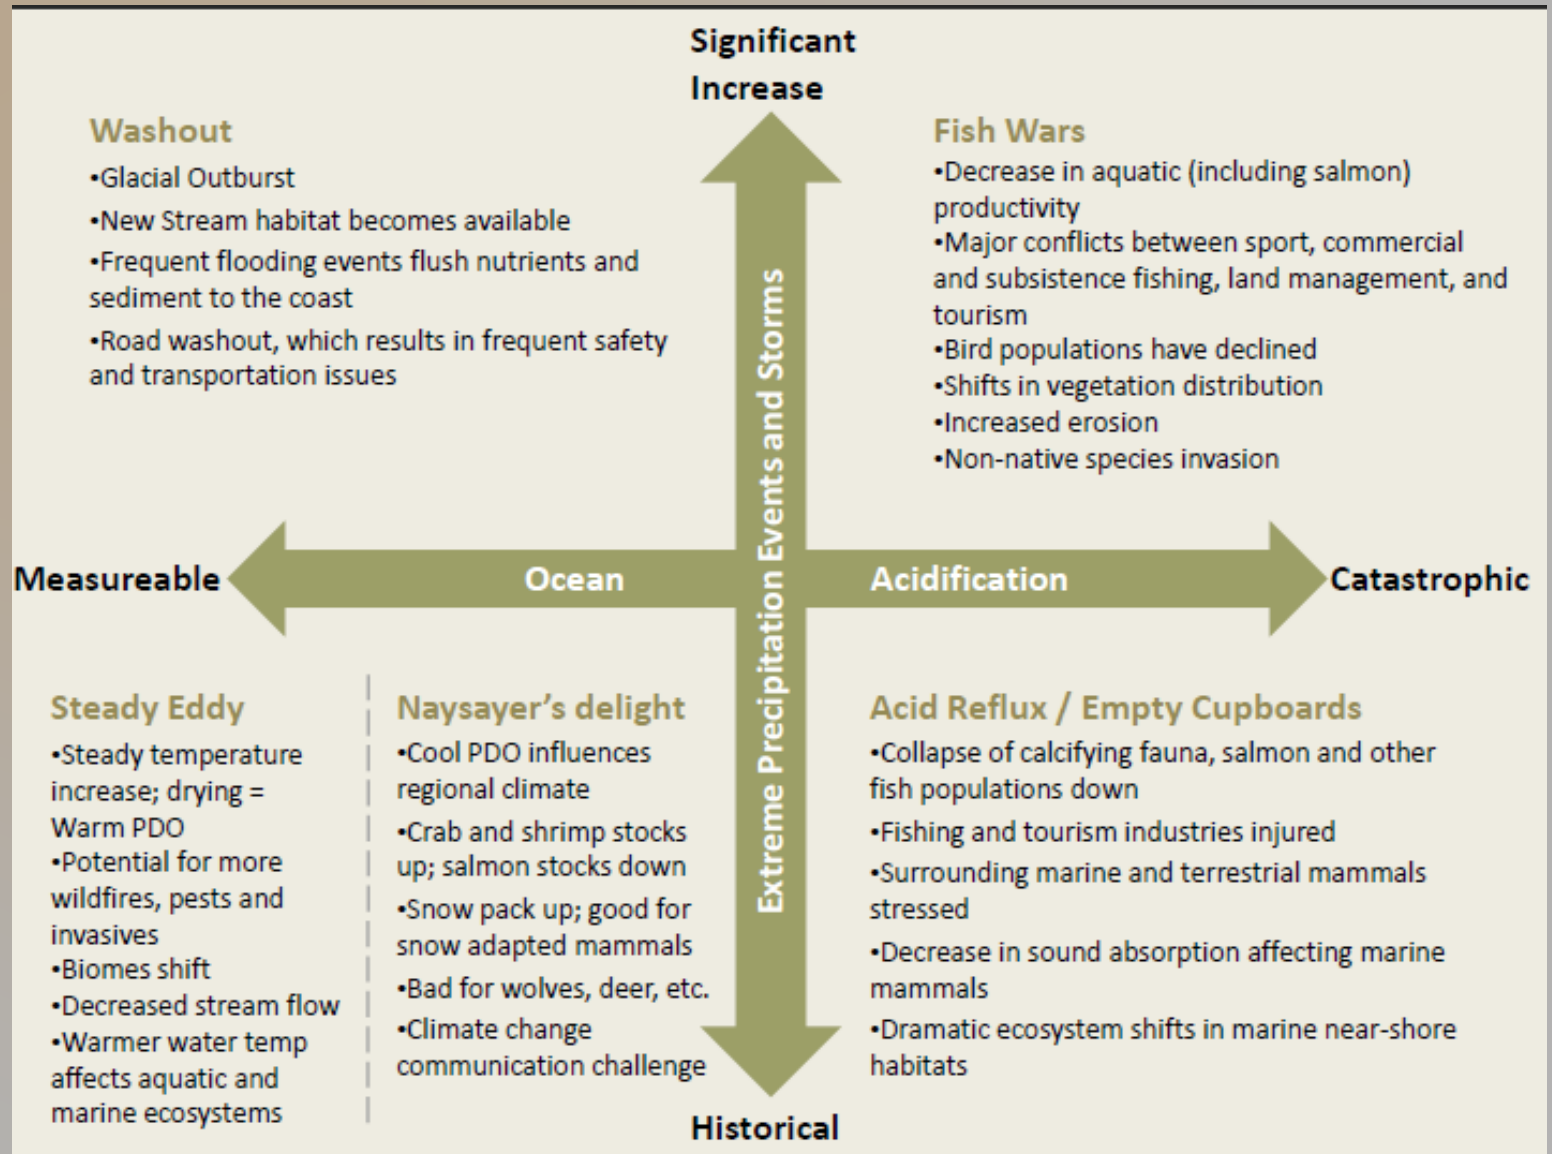 Significant
Increase
Washout
•Glacial Outburst
•New Stream habitat becomes available
•Frequent flooding events flush nutrients and
sediment to the coast
•Road washout, which results in frequent safety
and transportation issues
Fish Wars
•Decrease in aquatic (including salmon)
productivity
•Major conflicts between sport, commercial
and subsistence fishing, land management, and
tourism
•Bird populations have declined
•Shifts in vegetation distribution
•Increased erosion
•Non-native species invasion
Extreme Precipitation Events and Storms
Measureable
Ocean Acidification
Catastrophic
Steady Eddy
•Steady temperature
increase; drying =
Warm PDO
•Potential for more
wildfires, pests and
invasives
•Biomes shift
•Decreased stream flow
•Warmer water temp
affects aquatic and
marine ecosystems
Naysayer’s delight
•Cool PDO influences
regional climate
•Crab and shrimp stocks
up; salmon stocks down
•Snow pack up; good for
snow adapted mammals
•Bad for wolves, deer, etc.
•Climate change
communication challenge
Acid Reflux / Empty Cupboards
•Collapse of calcifying fauna, salmon and other
fish populations down
•Fishing and tourism industries injured
•Surrounding marine and terrestrial mammals
stressed
•Decrease in sound absorption affecting marine
mammals
•Dramatic ecosystem shifts in marine near-shore
habitats
Historical